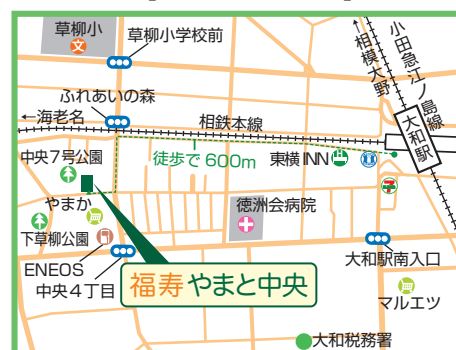 草柳小
文
草柳小学校前
小田急江ノ島線
←相模大野
ふれあいの森
←海老名
相鉄本線
大和駅
中央7号公園
徒歩で600m
東横INN
やまか
徳洲会病院
下草柳公園
ENEOS
中央4丁目
福寿やまと中央
大和駅南入口
マルエツ
大和税務署